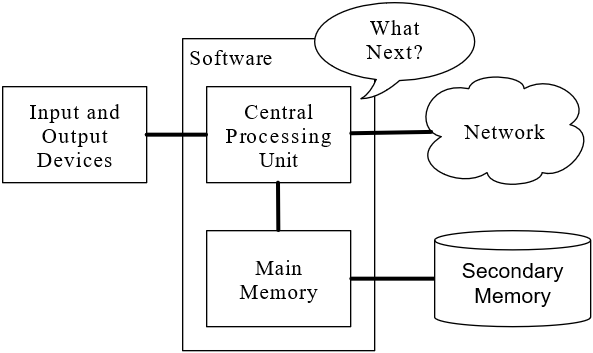 What
Next?
Software
Input and
Output
Devices
Central
Processing
Unit
Network
Main
Memory
Secondary
Memory